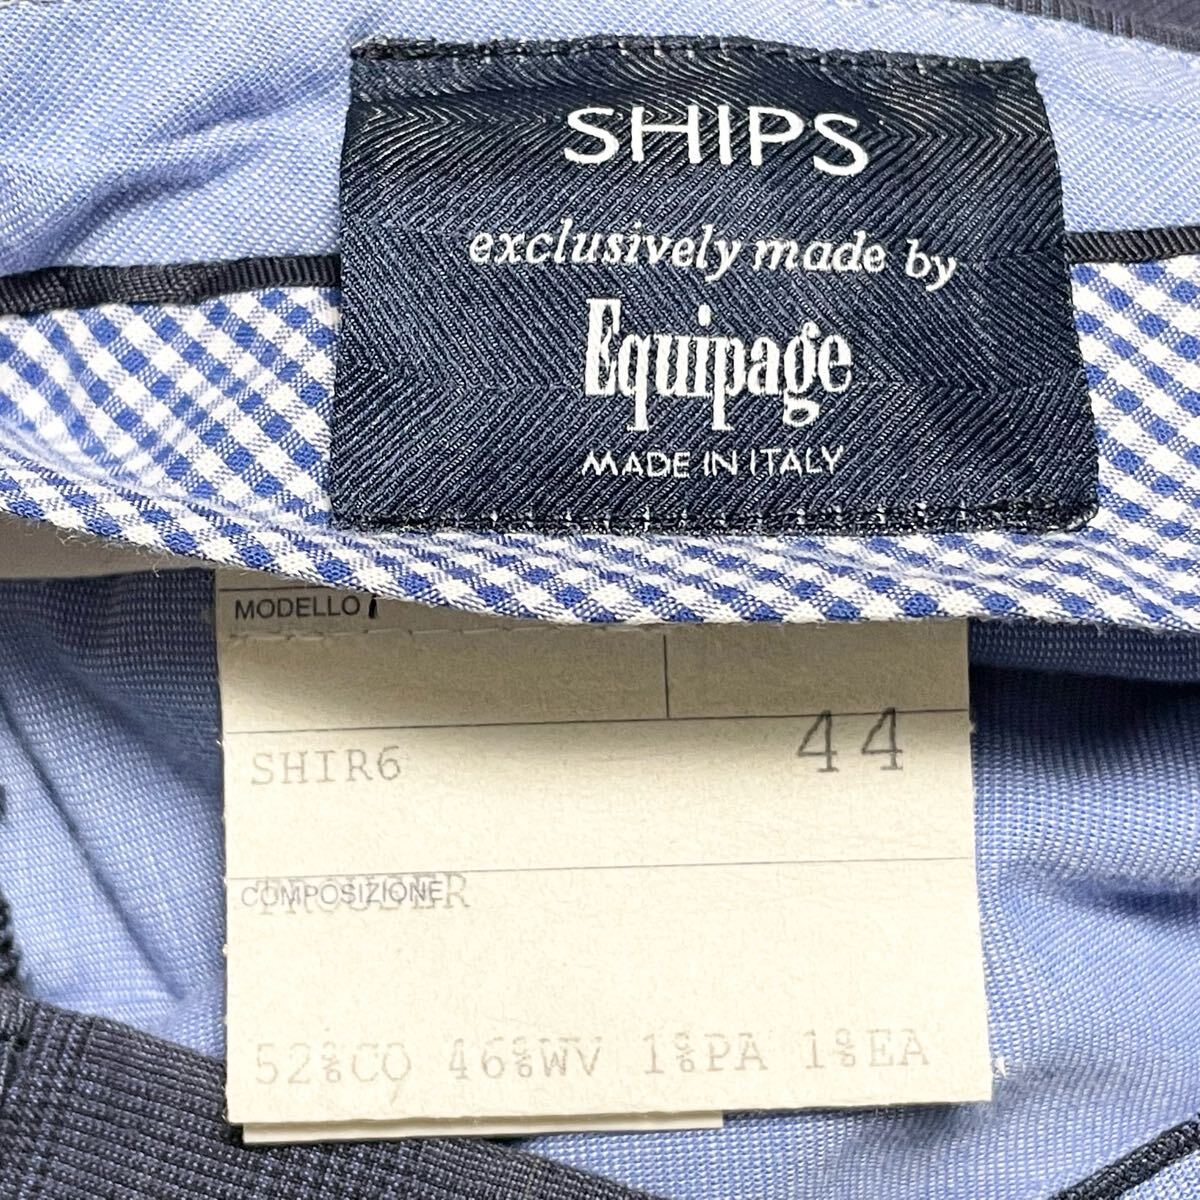 SHIPS
exclusively made by
Equipage
MADE IN ITALY
MODELLO
SHIR6 44
COMPOSIZIONE
TROUSER
52%CO 46%WV 1%PA 1%EA